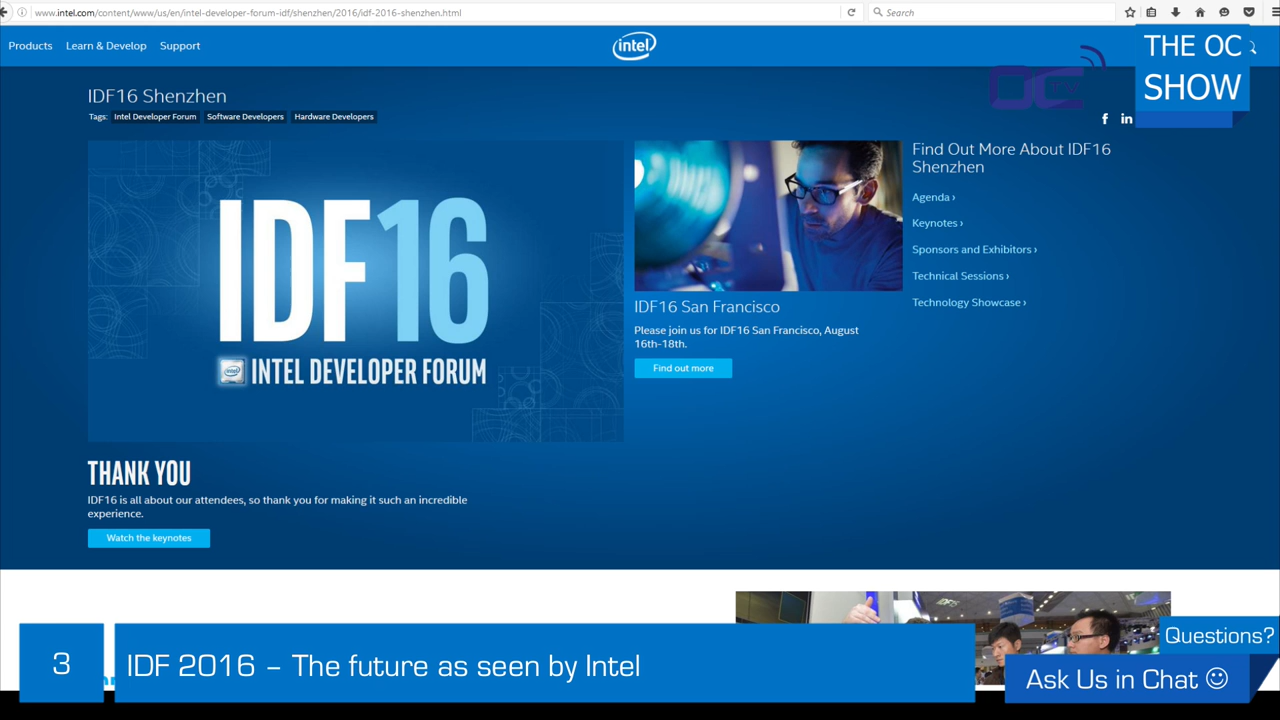 www.intel.com/content/www/us/en/intel-developer-forum-idf/shenzhen/2016/idf-2016-shenzhen.html
Search
Products
Learn & Develop
Support
intel
THE OC
SHOW
OC
IDF16 Shenzhen
Tags:
Intel Developer Forum
Software Developers
Hardware Developers
f
in
IDF16
intel
INTEL DEVELOPER FORUM
IDF16 San Francisco
Please join us for IDF16 San Francisco, August
16th-18th.
Find out more
Find Out More About IDF16
Shenzhen
Agenda ›
Keynotes ›
Sponsors and Exhibitors ›
Technical Sessions ›
Technology Showcase ›
THANK YOU
IDF16 is all about our attendees, so thank you for making it such an incredible
experience.
Watch the keynotes
3
IDF 2016 – The future as seen by Intel
Questions?
Ask Us in Chat ☺